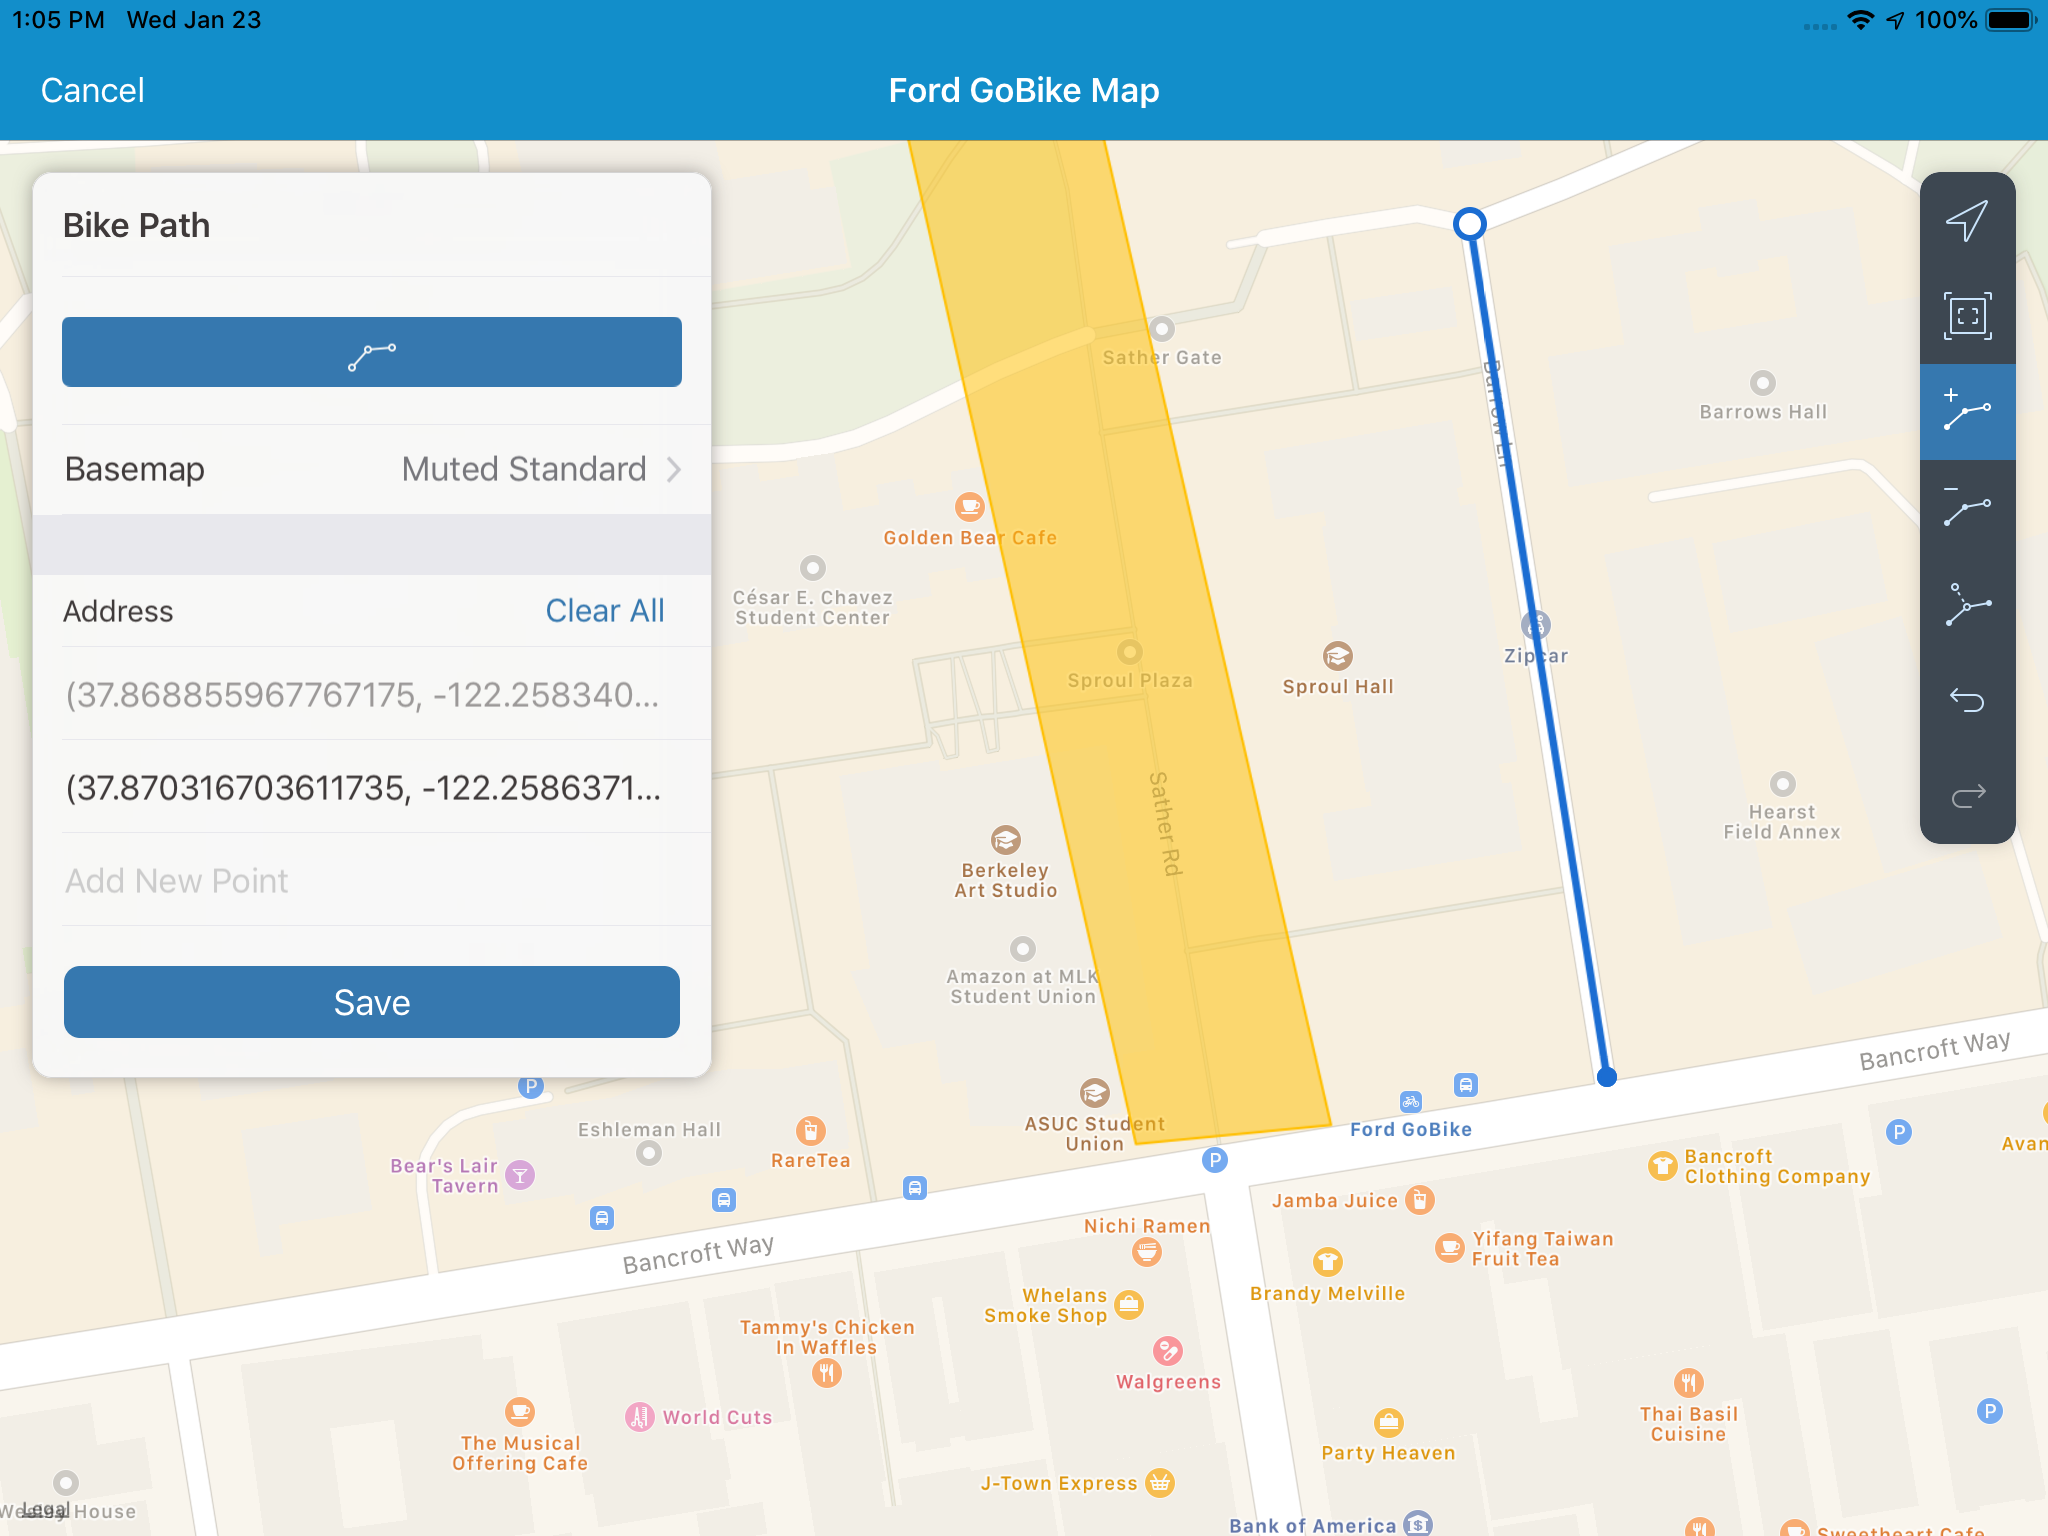 1:05 PM Wed Jan 23
100%
Cancel
Ford GoBike Map
Bike Path
Basemap
Muted Standard
Address
Clear All
(37.868855967767175, -122.258340...
(37.870316703611735, -122.2586371...
Add New Point
Save
Sather Gate
Barrow Ln
Barrows Hall
Golden Bear Cafe
César E. Chavez
Student Center
Sproul Plaza
Sproul Hall
Zipcar
Sather Rd
Hearst
Field Annex
Berkeley
Art Studio
Amazon at MLK
Student Union
Bancroft Way
P
ASUC Student
Union
Ford GoBike
P
Eshleman Hall
RareTea
Bear's Lair
Tavern
P
Avan
Bancroft
Clothing Company
Jamba Juice
Nichi Ramen
Bancroft Way
Yifang Taiwan
Fruit Tea
Brandy Melville
Whelans
Smoke Shop
Tammy's Chicken
In Waffles
Walgreens
World Cuts
The Musical
Offering Cafe
Thai Basil
Cuisine
P
Party Heaven
J-Town Express
Legal
House
Bank of America
Sweetheart Cafe